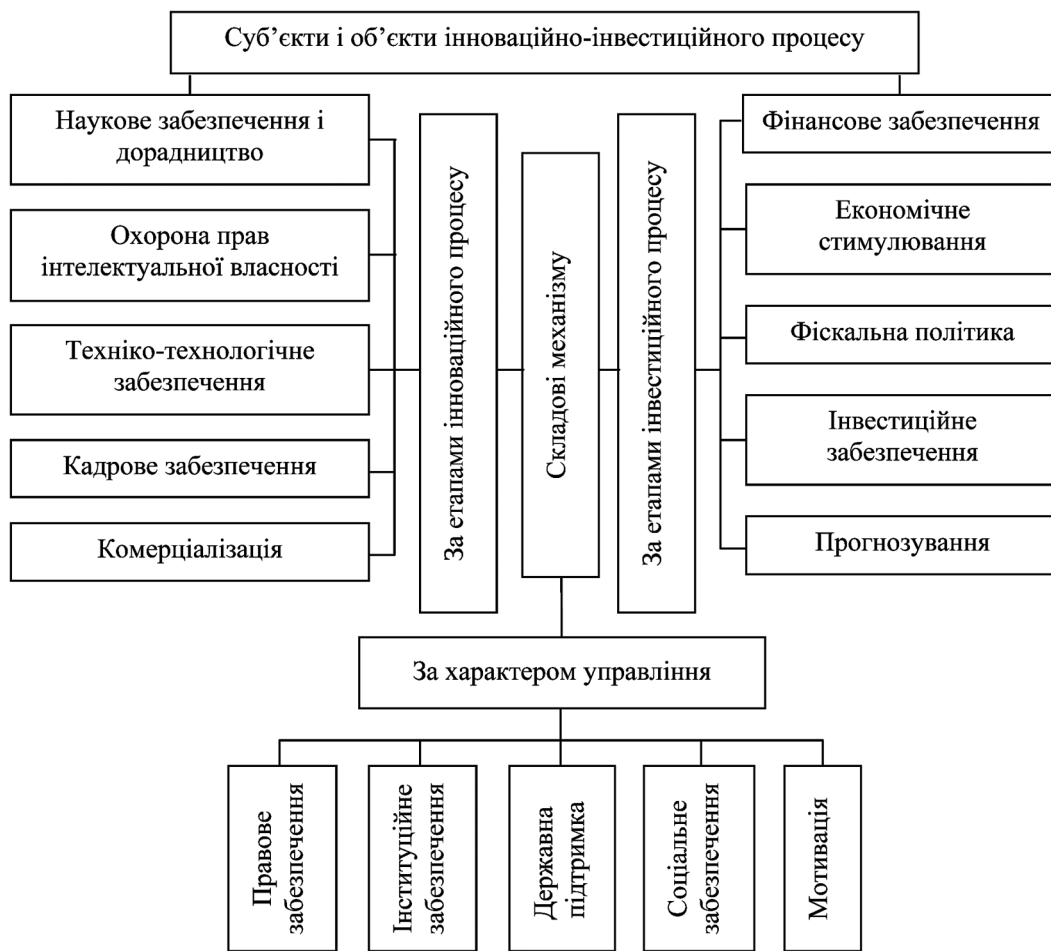 Суб’єкти і об’єкти інноваційно-інвестиційного процесу
Наукове забезпечення і
дорадництво
Охорона прав
інтелектуальної власності
Техніко-технологічне
забезпечення
Кадрове забезпечення
Комерціалізація
За етапами інноваційного процесу
Складові механізму
За етапами інвестиційного процесу
Фінансове забезпечення
Економічне
стимулювання
Фіскальна політика
Інвестиційне
забезпечення
Прогнозування
За характером управління
Правове
забезпечення
Інституційне
забезпечення
Державна
підтримка
Соціальне
забезпечення
Мотивація